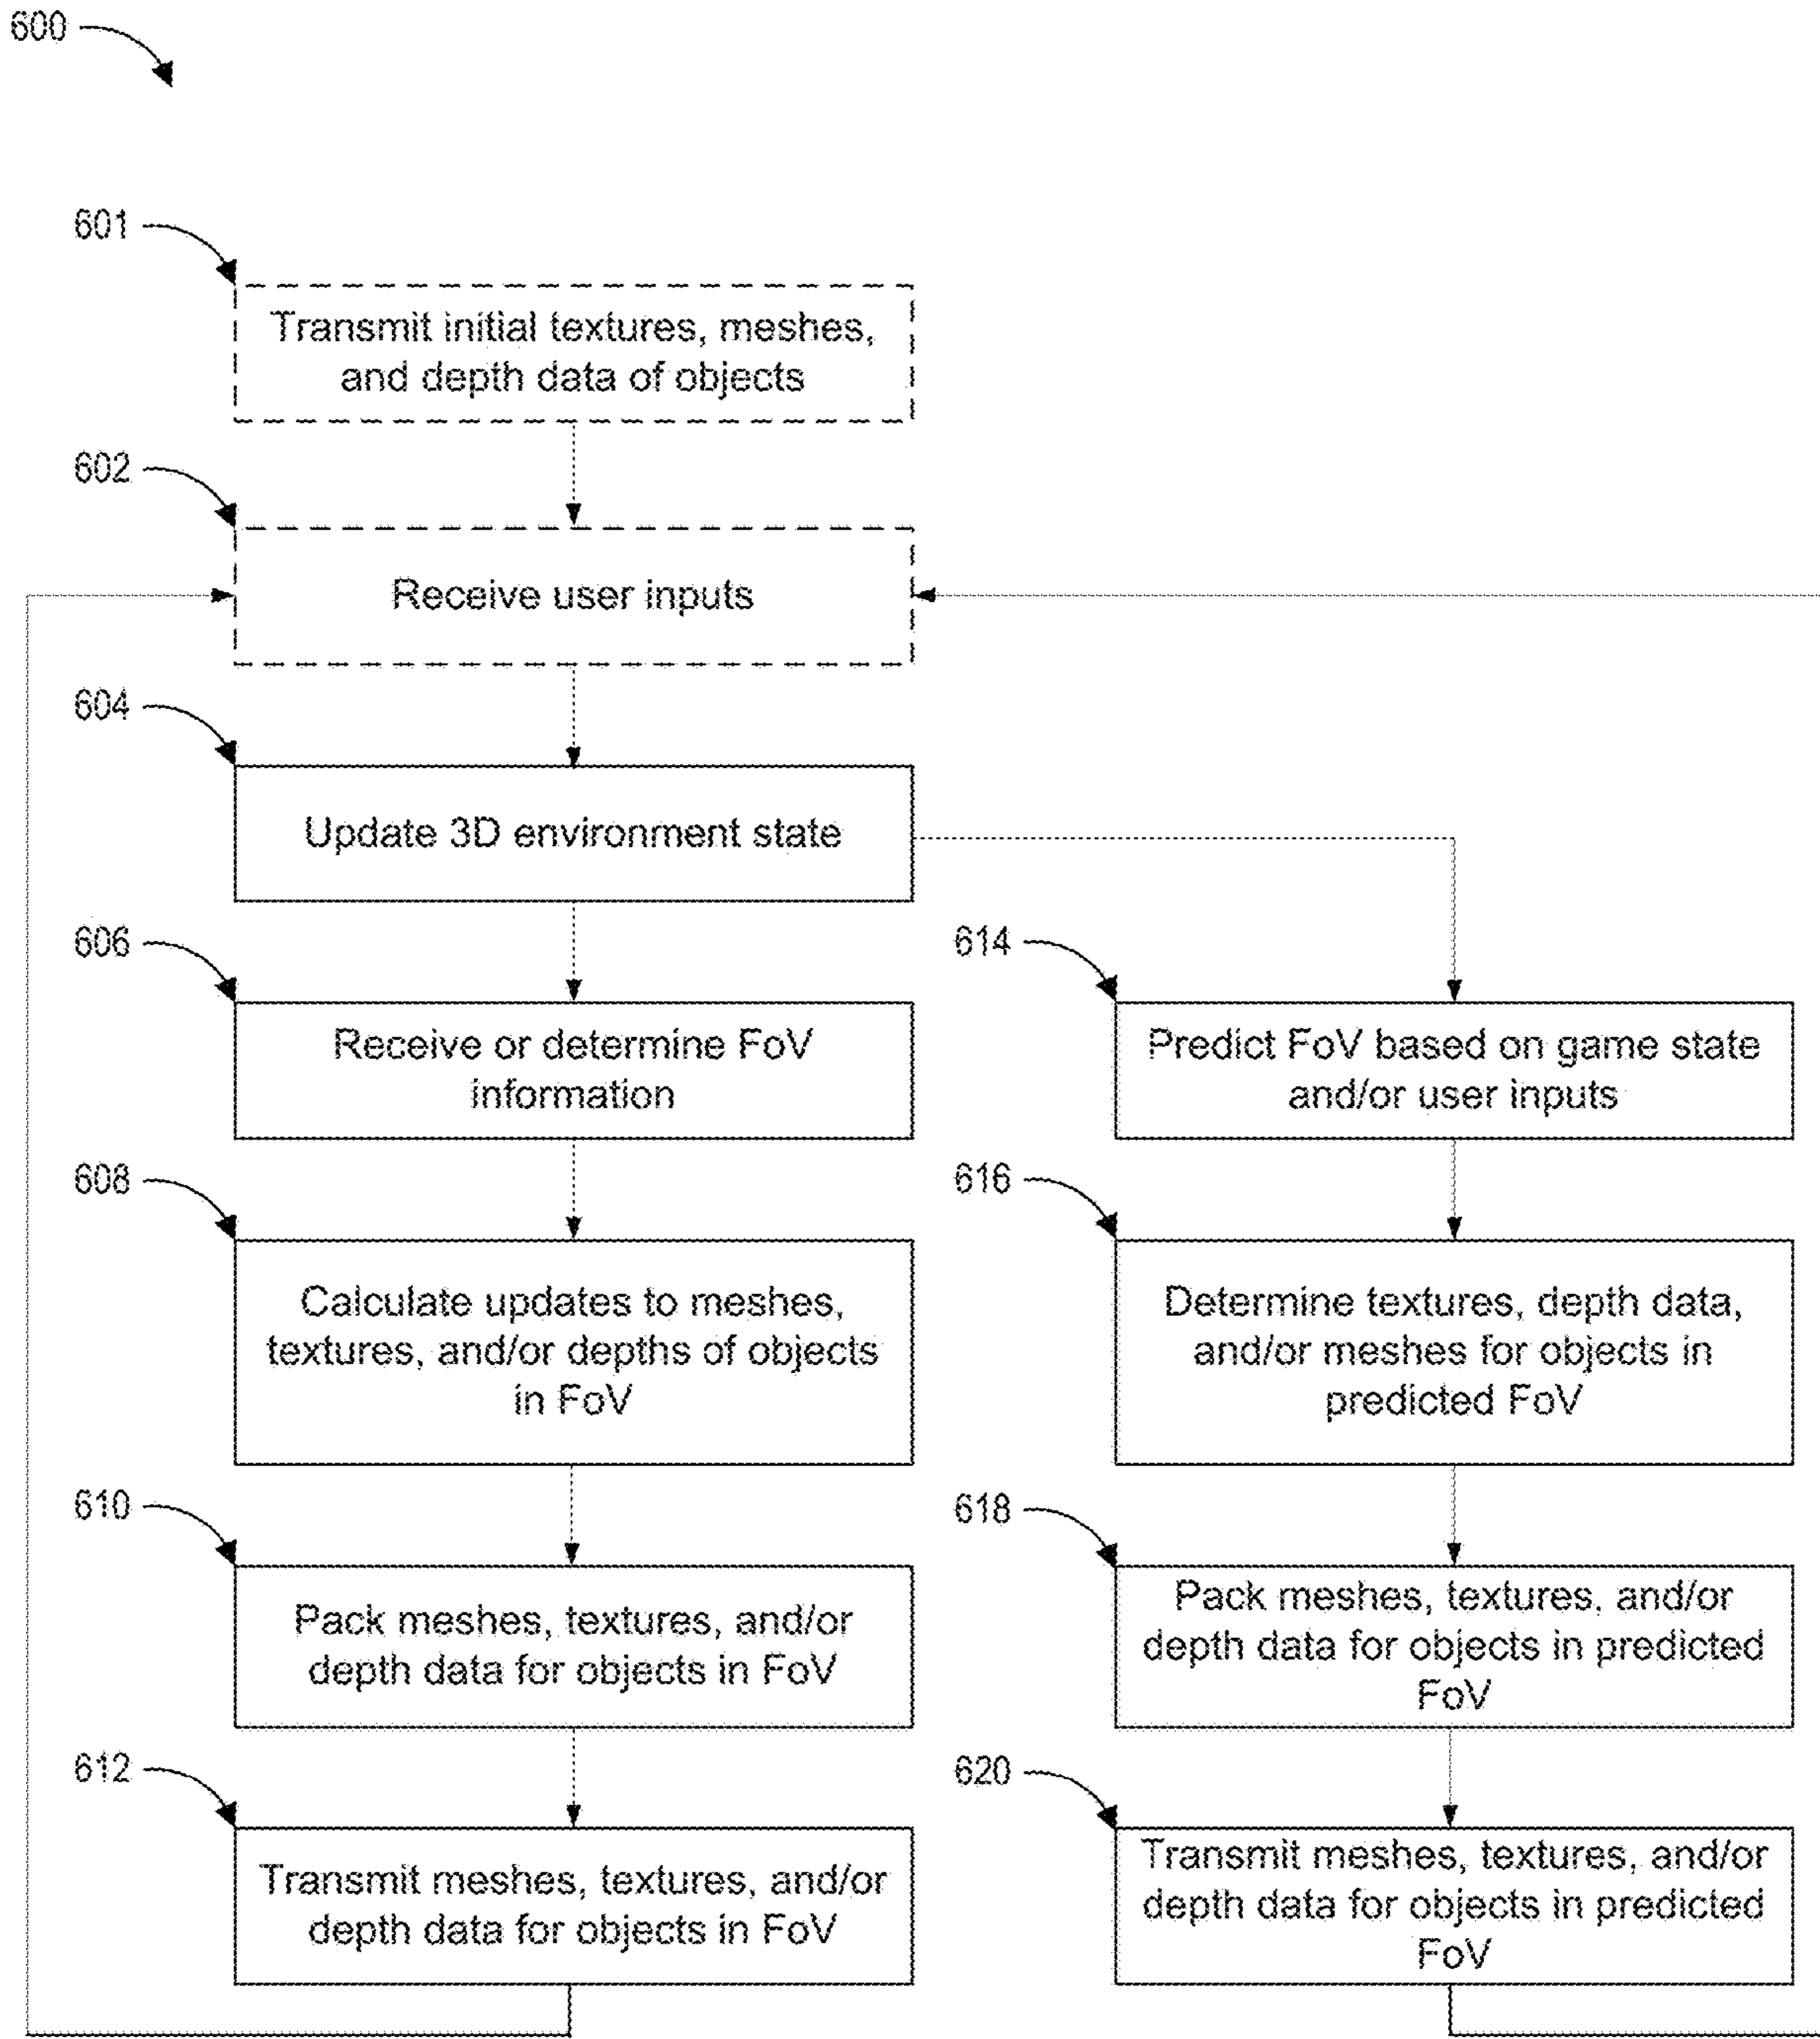 600
601
Transmit initial textures, meshes,
and depth data of objects
602
Receive user inputs
604
Update 3D environment state
606
Receive or determine FoV
information
608
Calculate updates to meshes,
textures, and/or depths of objects
in FoV
610
Pack meshes, textures, and/or
depth data for objects in FoV
612
Transmit meshes, textures, and/or
depth data for objects in FoV
614
Predict FoV based on game state
and/or user inputs
616
Determine textures, depth data,
and/or meshes for objects in
predicted FoV
618
Pack meshes, textures, and/or
depth data for objects in predicted
FoV
620
Transmit meshes, textures, and/or
depth data for objects in predicted
FoV